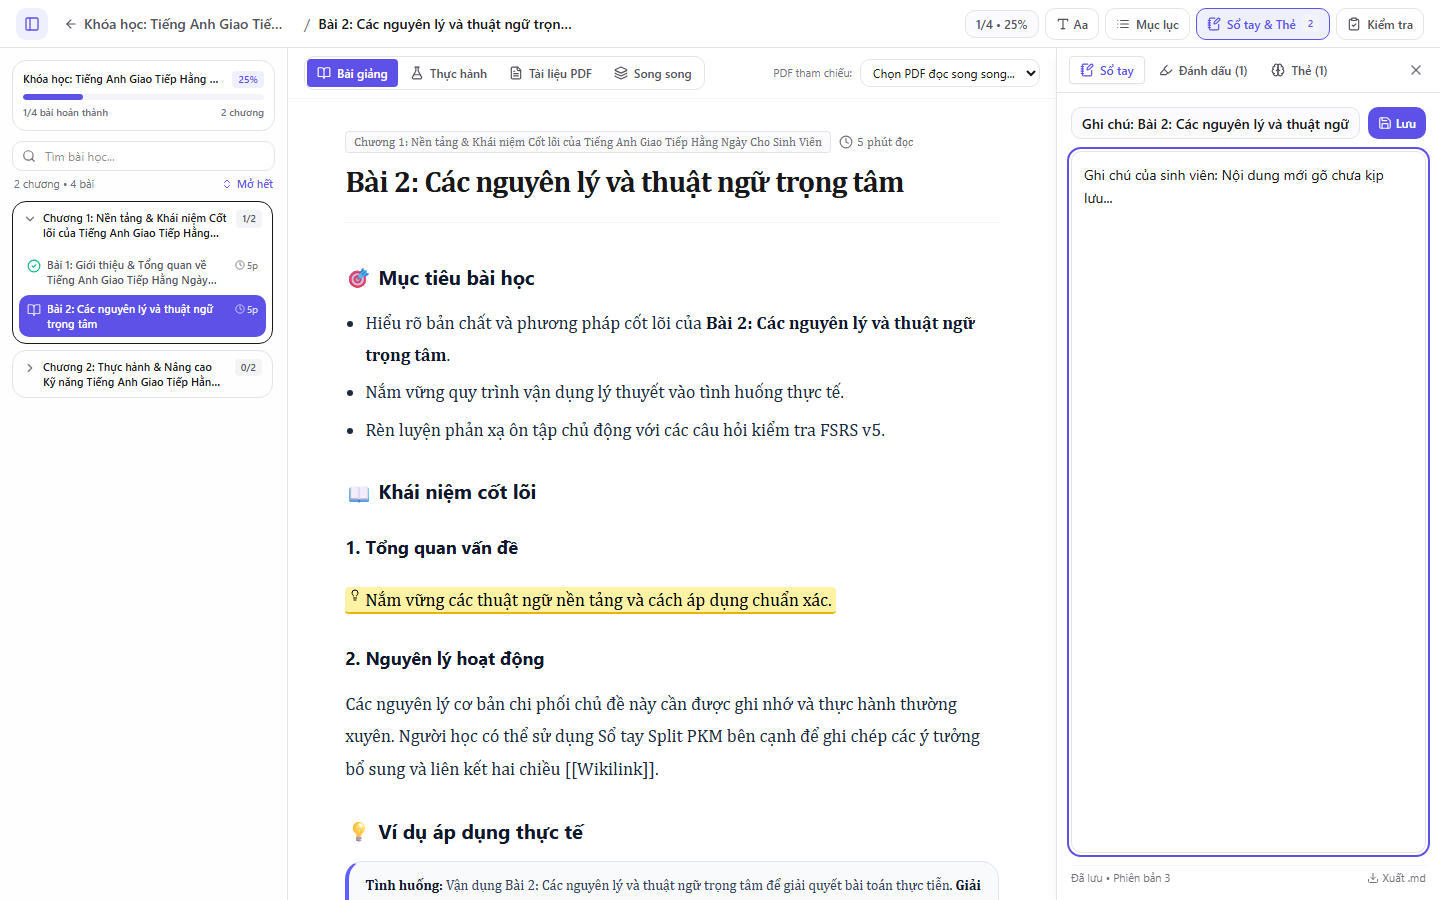 Khóa học: Tiếng Anh Giao Tiế...
/ Bài 2: Các nguyên lý và thuật ngữ trọn...
1/4 • 25%
Aa
Mục lục
Sổ tay & Thẻ 2
Kiểm tra
Khóa học: Tiếng Anh Giao Tiếp Hằng ...
25%
1/4 bài hoàn thành
2 chương
Tìm bài học...
2 chương • 4 bài
Mở hết
Chương 1: Nền tảng & Khái niệm Cốt
lõi của Tiếng Anh Giao Tiếp Hằng...
1/2
Bài 1: Giới thiệu & Tổng quan về
Tiếng Anh Giao Tiếp Hằng Ngày...
5p
Bài 2: Các nguyên lý và thuật ngữ
trọng tâm
5p
Chương 2: Thực hành & Nâng cao
Kỹ năng Tiếng Anh Giao Tiếp Hằn...
0/2
Bài giảng
Thực hành
Tài liệu PDF
Song song
PDF tham chiếu:
Chọn PDF đọc song song...
Chương 1: Nền tảng & Khái niệm Cốt lõi của Tiếng Anh Giao Tiếp Hằng Ngày Cho Sinh Viên
5 phút đọc
Bài 2: Các nguyên lý và thuật ngữ trọng tâm
Mục tiêu bài học
• Hiểu rõ bản chất và phương pháp cốt lõi của Bài 2: Các nguyên lý và thuật ngữ
trọng tâm.
• Nắm vững quy trình vận dụng lý thuyết vào tình huống thực tế.
• Rèn luyện phản xạ ôn tập chủ động với các câu hỏi kiểm tra FSRS v5.
Khái niệm cốt lõi
1. Tổng quan vấn đề
Nắm vững các thuật ngữ nền tảng và cách áp dụng chuẩn xác.
2. Nguyên lý hoạt động
Các nguyên lý cơ bản chi phối chủ đề này cần được ghi nhớ và thực hành thường
xuyên. Người học có thể sử dụng Sổ tay Split PKM bên cạnh để ghi chép các ý tưởng
bổ sung và liên kết hai chiều [[Wikilink]].
Ví dụ áp dụng thực tế
Tình huống: Vận dụng Bài 2: Các nguyên lý và thuật ngữ trọng tâm để giải quyết bài toán thực tiễn. Giải
Sổ tay
Đánh dấu (1)
Thẻ (1)
Ghi chú: Bài 2: Các nguyên lý và thuật ngữ
Lưu
Ghi chú của sinh viên: Nội dung mới gõ chưa kịp
lưu...
Đã lưu • Phiên bản 3
Xuất .md